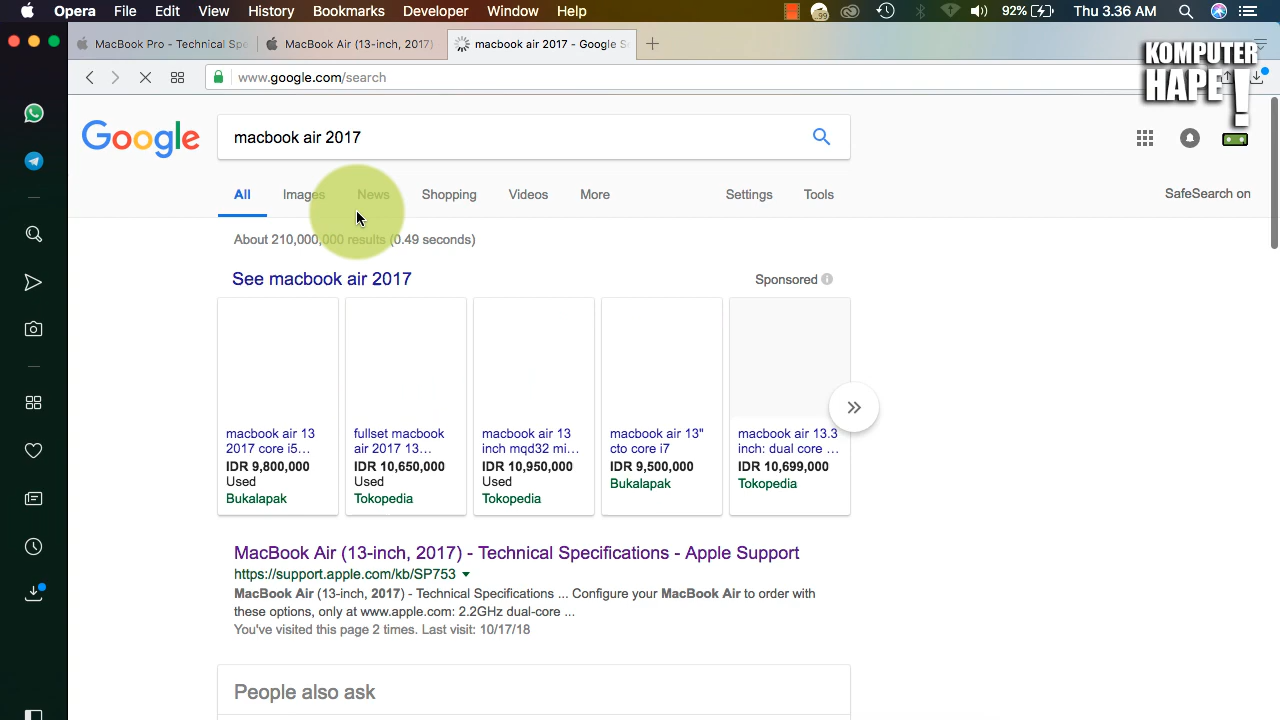 Opera File Edit View History Bookmarks Developer Window Help 99 92% Thu 3.36 AM
MacBook Pro - Technical Spe MacBook Air (13-inch, 2017) macbook air 2017 - Google S
KOMPUTER
HAPE!
www.google.com/search
Google macbook air 2017
All Images News Shopping Videos More Settings Tools SafeSearch on
About 210,000,000 results (0.49 seconds)
See macbook air 2017 Sponsored
macbook air 13
2017 core i5...
IDR 9,800,000
Used
Bukalapak
fullset macbook
air 2017 13...
IDR 10,650,000
Used
Tokopedia
macbook air 13
inch mqd32 mi...
IDR 10,950,000
Used
Tokopedia
macbook air 13"
cto core i7
IDR 9,500,000
Bukalapak
macbook air 13.3
inch: dual core ...
IDR 10,699,000
Tokopedia
MacBook Air (13-inch, 2017) - Technical Specifications - Apple Support
https://support.apple.com/kb/SP753
MacBook Air (13-inch, 2017) - Technical Specifications ... Configure your MacBook Air to order with
these options, only at www.apple.com: 2.2GHz dual-core ...
You've visited this page 2 times. Last visit: 10/17/18
People also ask